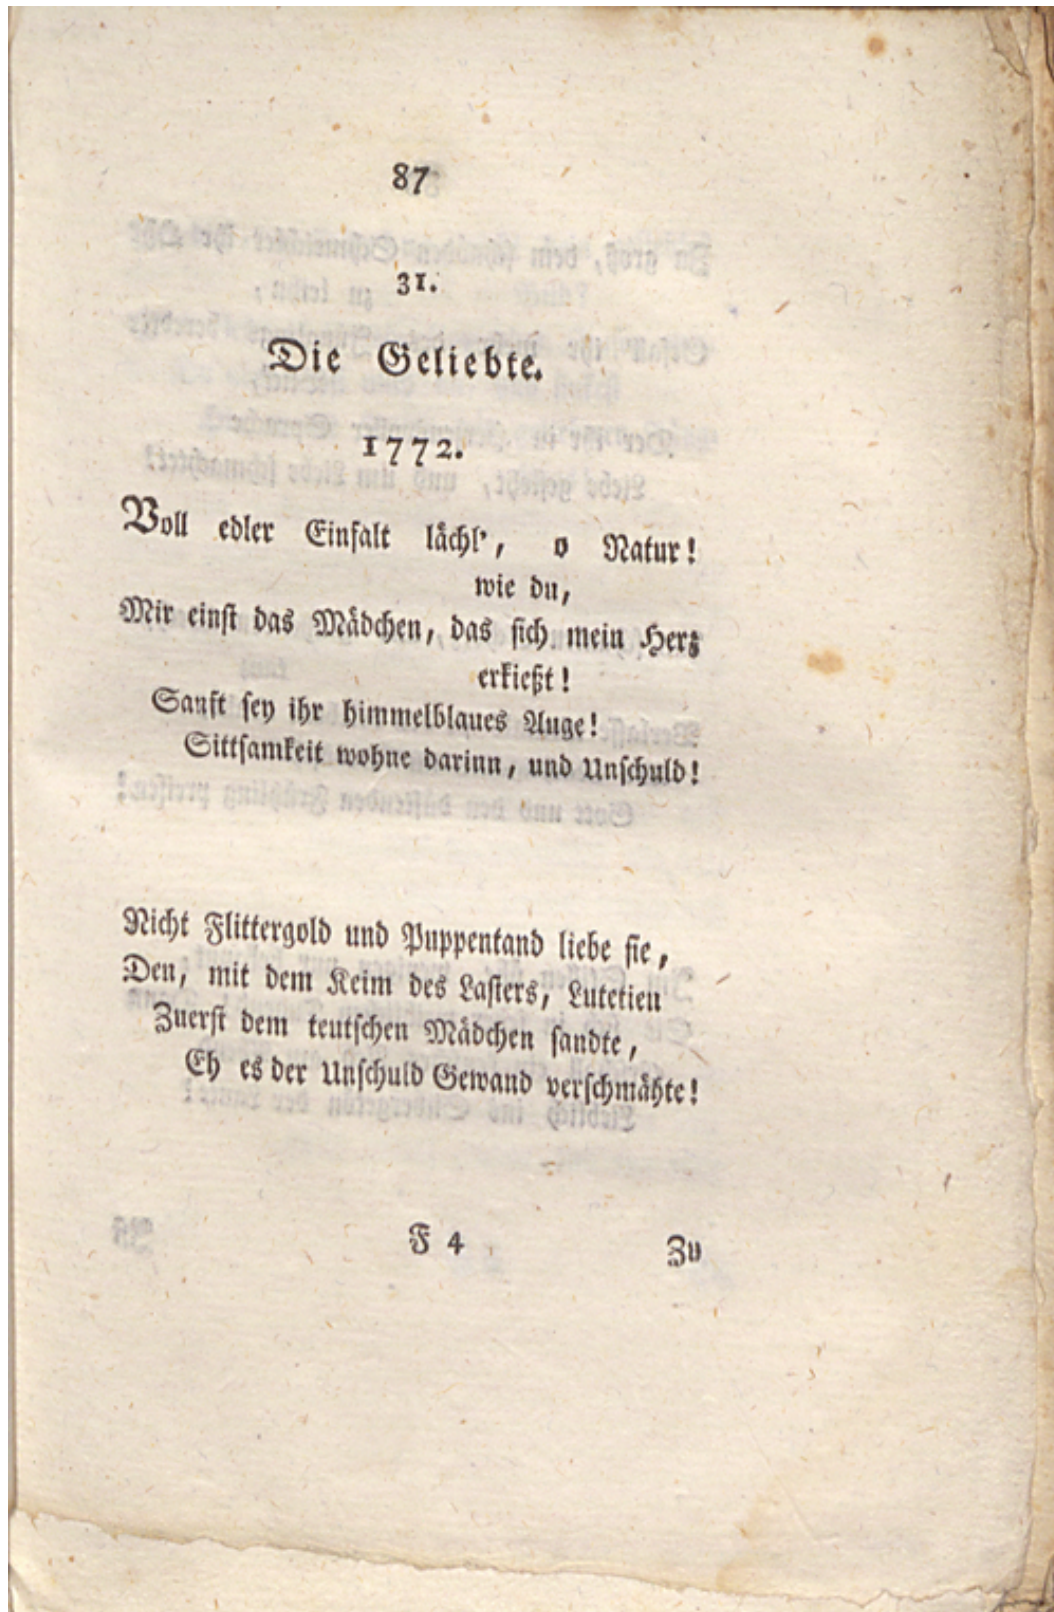 87
31.
Die Geliebte.
1772.
Voll edler Einfalt lächl', o Natur!
wie du,
Mir einst das Mädchen, das sich mein Herz
erkießt!
Sanft sey ihr himmelblaues Auge!
Sittsamkeit wohne darinn, und Unschuld!
Nicht Flittergold und Puppentand liebe sie,
Den, mit dem Keim des Lasters, Lutetien
Zuerst dem teutschen Mädchen sandte,
Eh es der Unschuld Gewand verschmähte!
F 4
Zu